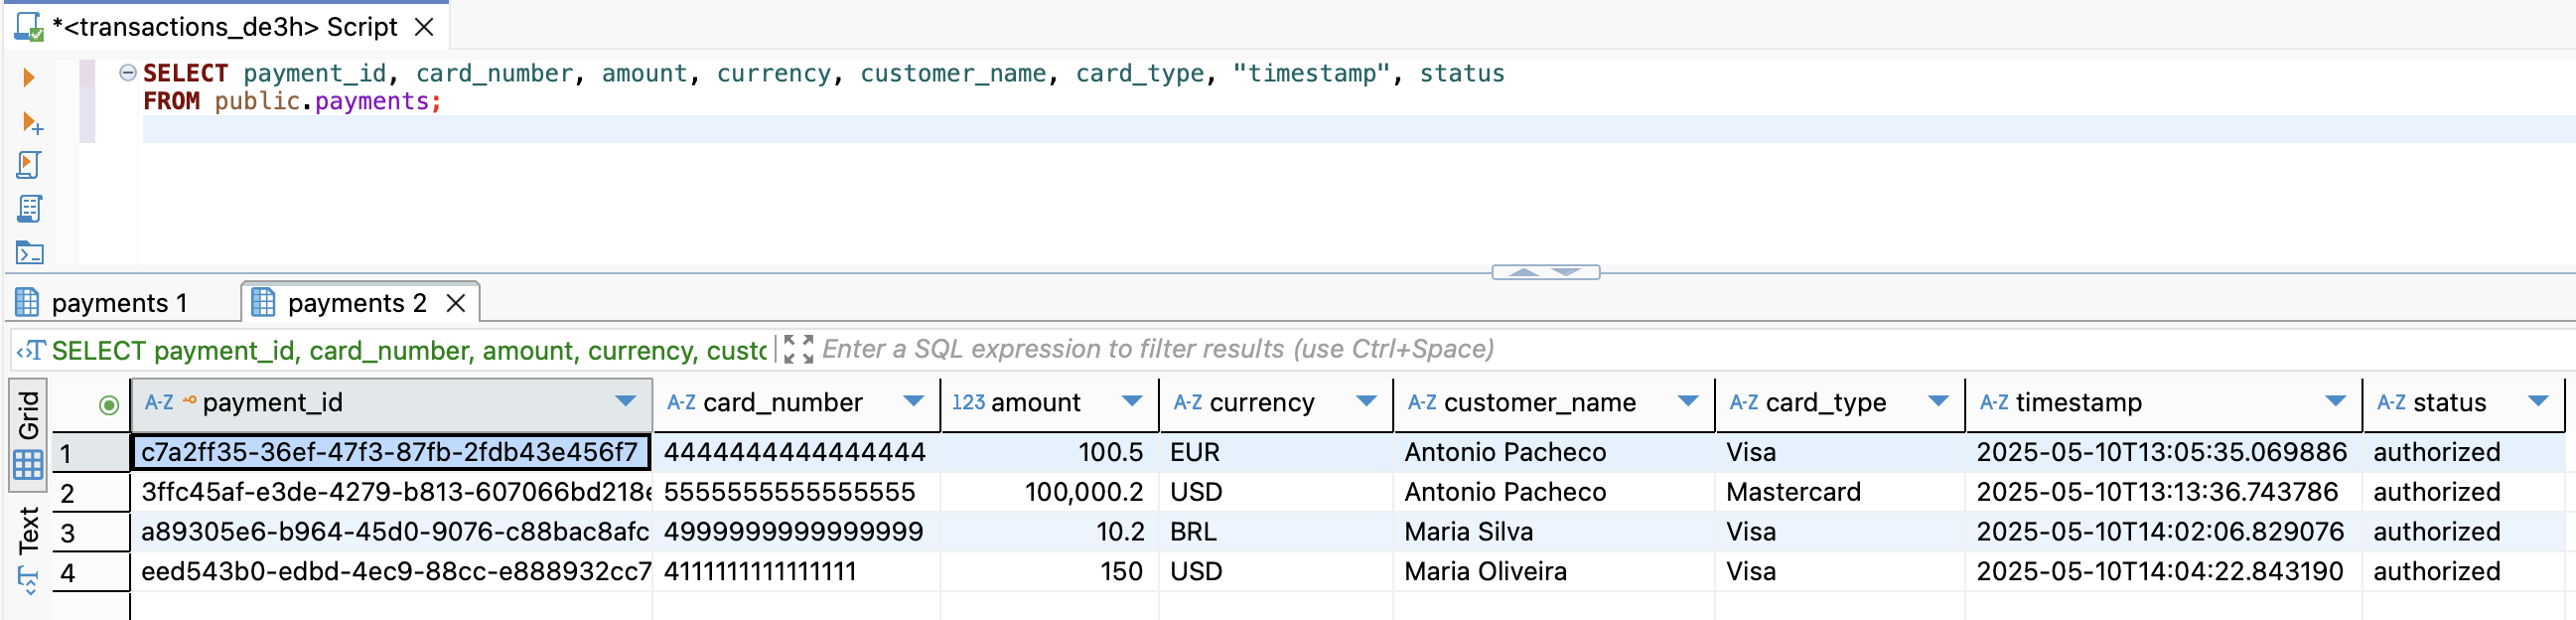 *<transactions_de3h> Script
SELECT payment_id, card_number, amount, currency, customer_name, card_type, "timestamp", status
FROM public.payments;
payments 1
payments 2
SELECT payment_id, card_number, amount, currency, custc
Enter a SQL expression to filter results (use Ctrl+Space)
Grid
Text
A-Z payment_id A-Z card_number 123 amount A-Z currency A-Z customer_name A-Z card_type A-Z timestamp A-Z status
1 c7a2ff35-36ef-47f3-87fb-2fdb43e456f7 4444444444444444 100.5 EUR Antonio Pacheco Visa 2025-05-10T13:05:35.069886 authorized
2 3ffc45af-e3de-4279-b813-607066bd218e 5555555555555555 100,000.2 USD Antonio Pacheco Mastercard 2025-05-10T13:13:36.743786 authorized
3 a89305e6-b964-45d0-9076-c88bac8afc 4999999999999999 10.2 BRL Maria Silva Visa 2025-05-10T14:02:06.829076 authorized
4 eed543b0-edbd-4ec9-88cc-e888932cc7 4111111111111111 150 USD Maria Oliveira Visa 2025-05-10T14:04:22.843190 authorized